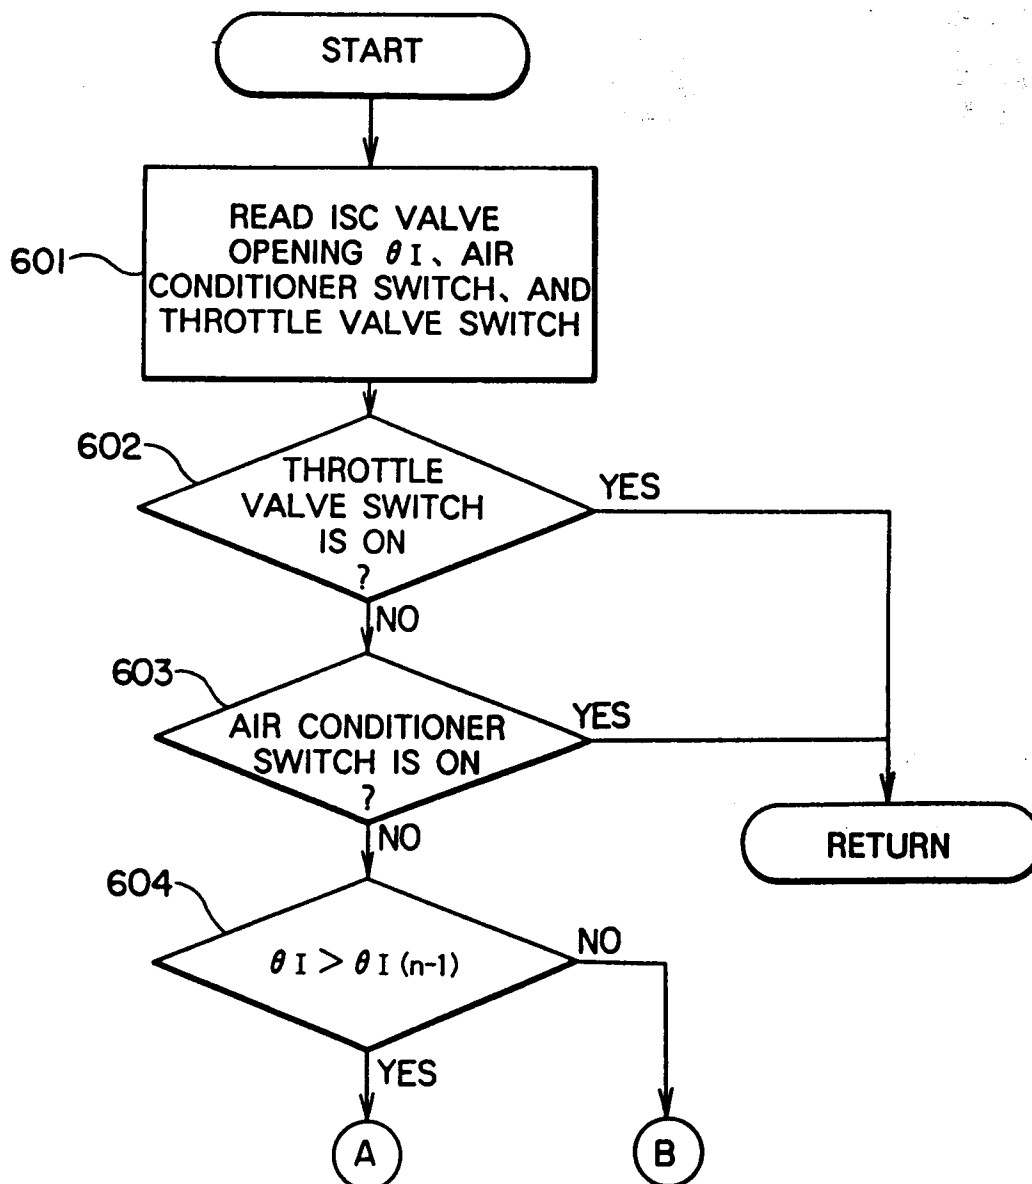 START
601
READ ISC VALVE
OPENING θI、AIR
CONDITIONER SWITCH、AND
THROTTLE VALVE SWITCH
602
THROTTLE
VALVE SWITCH
IS ON
?
YES
NO
603
AIR CONDITIONER
SWITCH IS ON
?
YES
NO
RETURN
604
θI > θI (n-1)
NO
YES
A
B